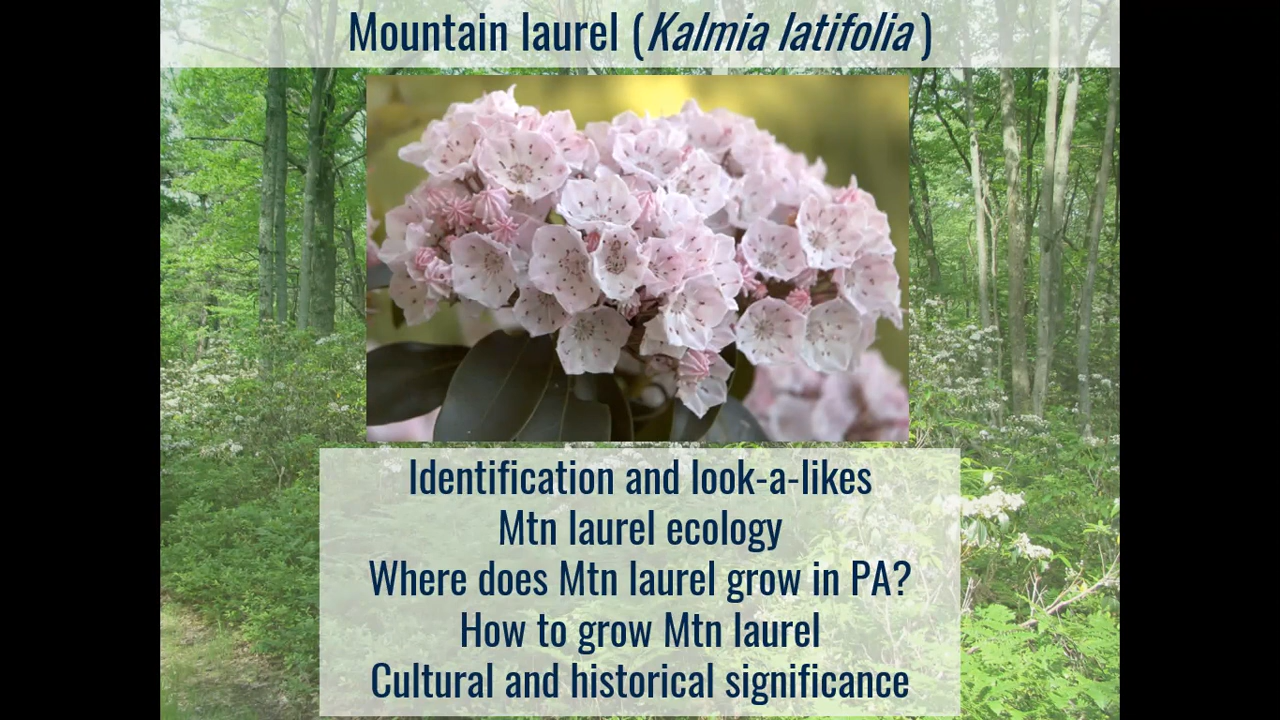 Mountain laurel (Kalmia latifolia )
Identification and look-a-likes
Mtn laurel ecology
Where does Mtn laurel grow in PA?
How to grow Mtn laurel
Cultural and historical significance